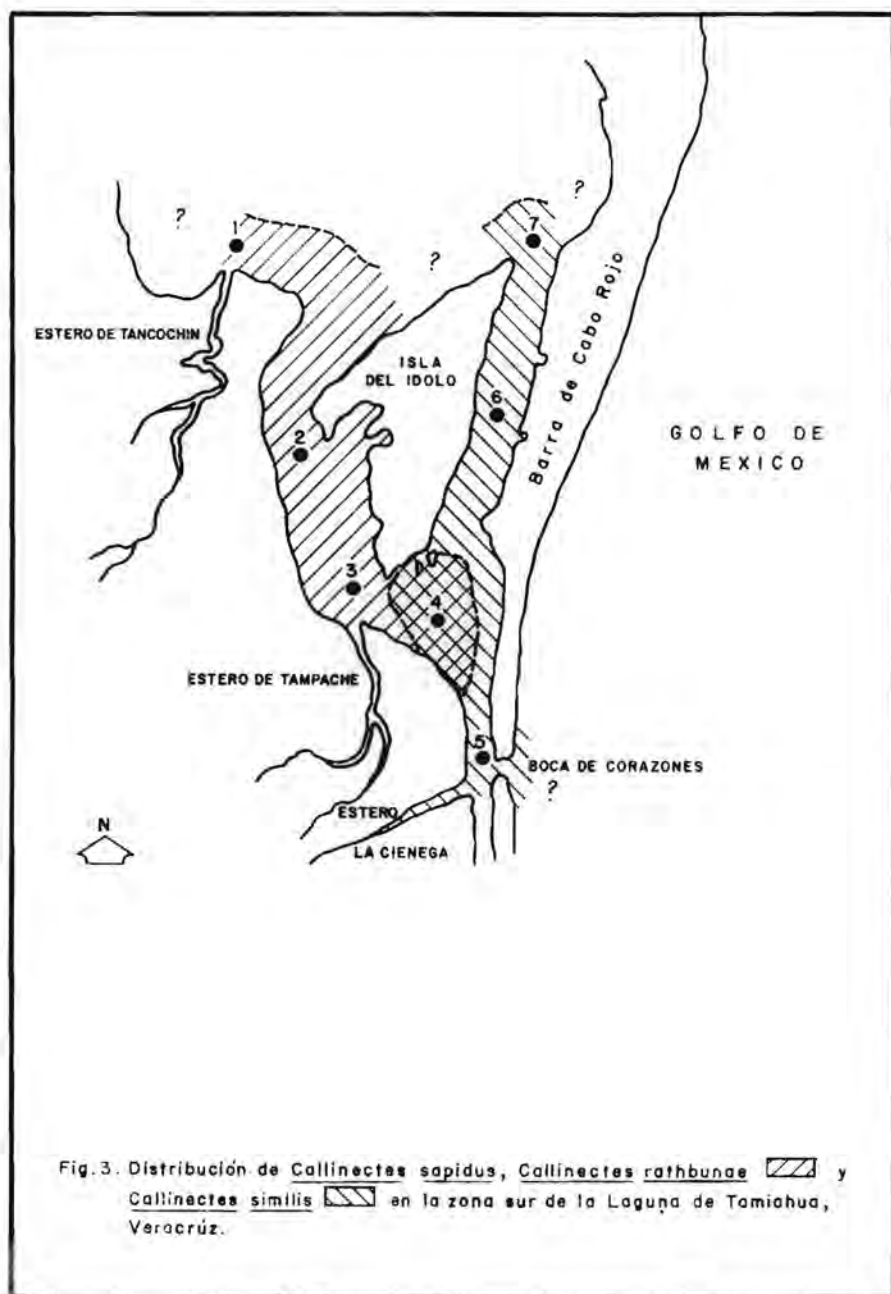 ?
1
?
7
?
ESTERO DE TANCOCHIN
ISLA
DEL IDOLO
Barra de Cabo Rojo
6
GOLFO DE
MEXICO
2
3
4
ESTERO DE TAMPACHE
5
BOCA DE CORAZONES
?
ESTERO
LA CIENEGA
N
Fig.3. Distribución de Callinectes sapidus, Callinectes rathbunae y
Callinectes similis en la zona sur de la Laguna de Tamiahua,
Veracrúz.